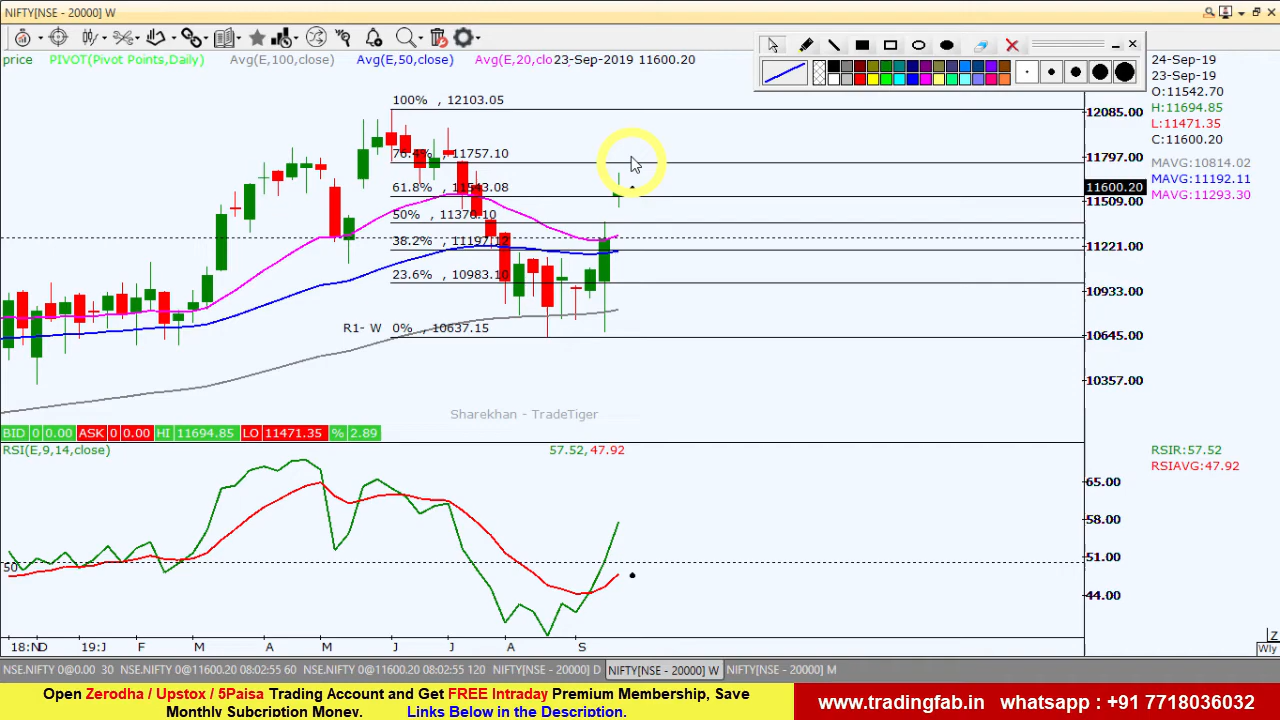 NIFTY[NSE - 20000] W
price PIVOT(Pivot Points,Daily) Avg(E,100,close) Avg(E,50,close) Avg(E,20,clo 23-Sep-2019 11600.20
24-Sep-19
23-Sep-19
O:11542.70
H:11694.85
L:11471.35
C:11600.20
MAVG:10814.02
MAVG:11192.11
MAVG:11293.30
100% , 12103.05
76.4% , 11757.10
61.8% , 11543.08
50% , 11370.10
38.2% , 11197.12
23.6% , 10983.10
R1- W 0% , 10637.15
12085.00
11797.00
11600.20
11509.00
11221.00
10933.00
10645.00
10357.00
Sharekhan - TradeTiger
BID 0 0.00 ASK 0 0.00 HI 11694.85 LO 11471.35 % 2.89
RSI(E,9,14,close) 57.52, 47.92
RSIR:57.52
RSIAVG:47.92
65.00
58.00
51.00
44.00
50
18:N D 19:J F M A M J J A S
Z
Wly
NSE.NIFTY 0@0.00 30 NSE.NIFTY 0@11600.20 08:02:55 60 NSE.NIFTY 0@11600.20 08:02:55 120 NIFTY[NSE - 20000] D NIFTY[NSE - 20000] W NIFTY[NSE - 20000] M
Open Zerodha / Upstox / 5Paisa Trading Account and Get FREE Intraday Premium Membership, Save
Monthly Subcription Money. Links Below in the Description.
www.tradingfab.in whatsapp : +91 7718036032